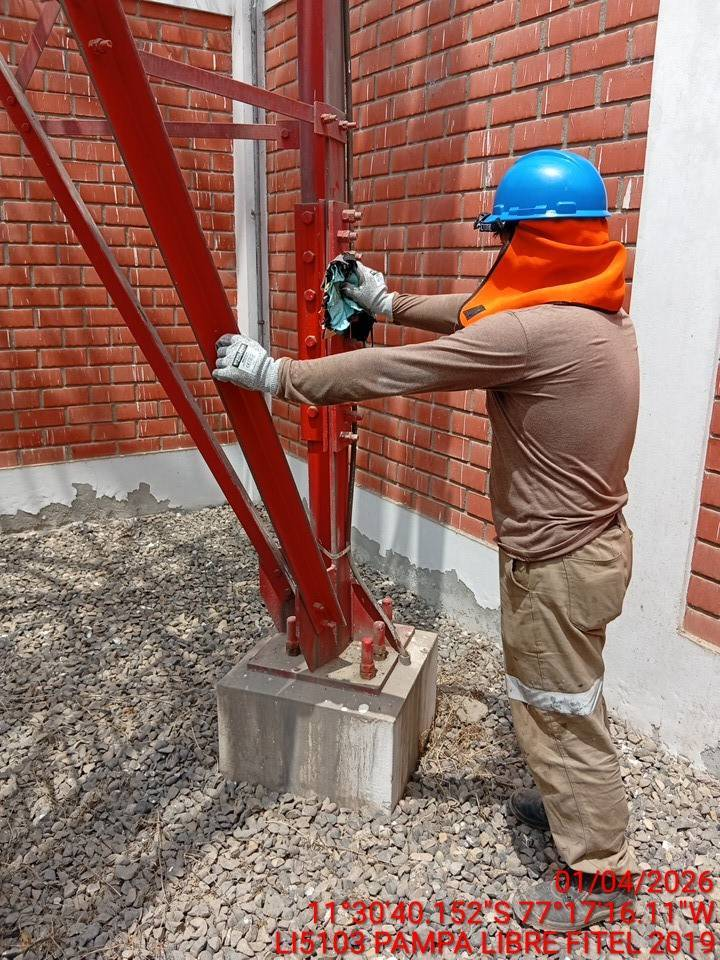 01/04/2026
11°30'40.152"S 77°17'16.11"W
LI5103 PAMPA LIBRE FITEL 2019